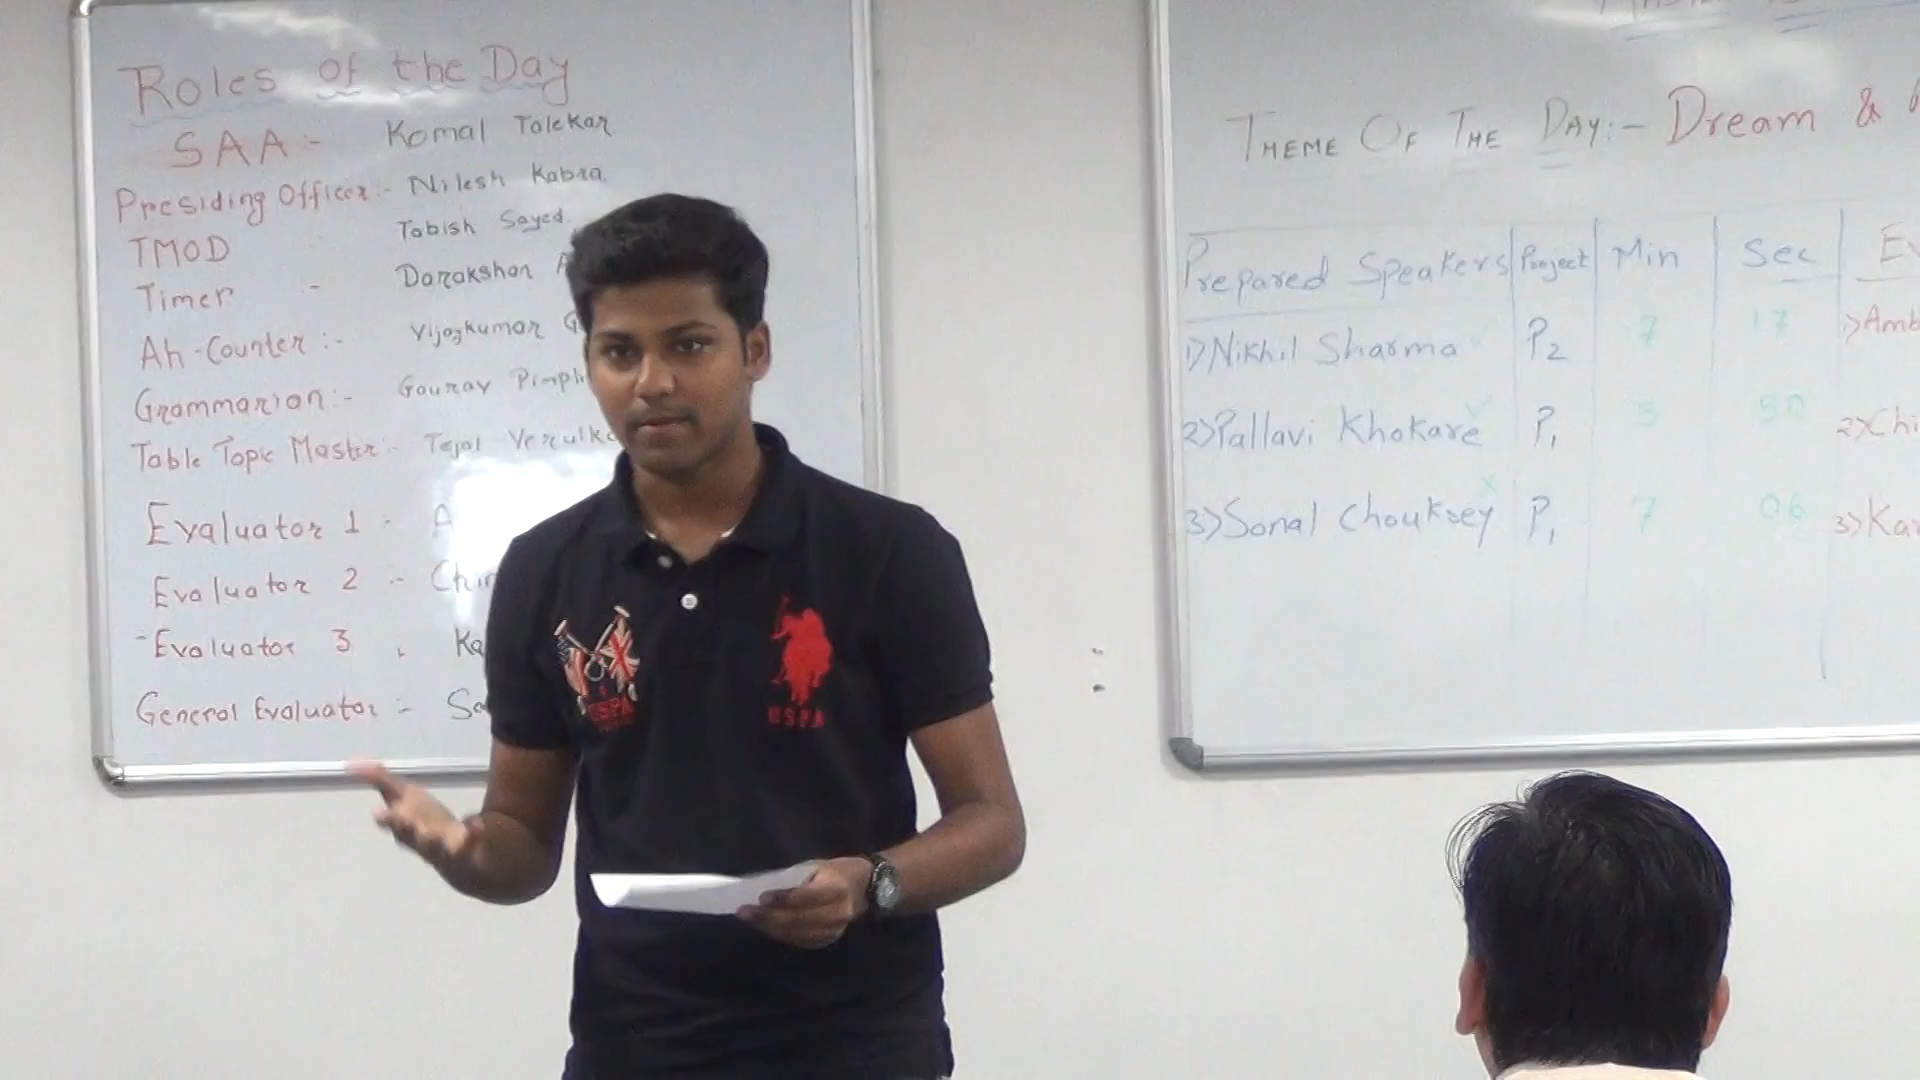 Roles of the Day
SAA:- Komal Talekar
Presiding Officer:- Nilesh Kabra
TMOD Tabish Sayed
Timer :- Darakshan
Ah-Counter :- Vijaykumar
Grammarian:- Gourav
Table Topic Master:- Tejal
Evaluator 1 -
Evaluator 2 :-
-Evaluator 3
General Evaluator :-
THEME OF THE DAY:- Dream &
Prepared Speakers Project Min Sec
1) Nikhil Sharma P2 7 17
2) Pallavi Khokare P1 5 50
3) Sonal Chouksey P1 7 06
USPA
USPA